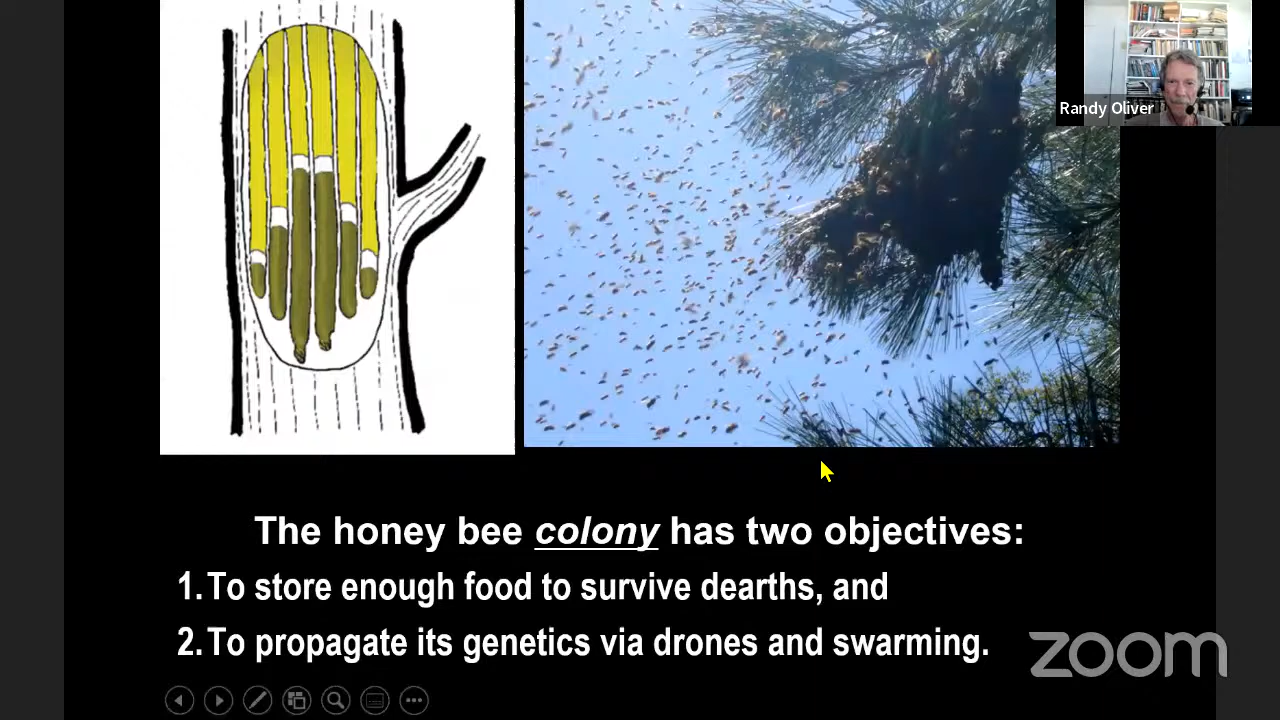 Randy Oliver
The honey bee colony has two objectives:
1. To store enough food to survive dearths, and
2. To propagate its genetics via drones and swarming.
zoom